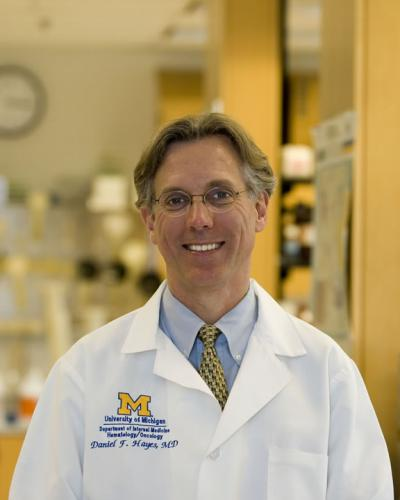 M
University of Michigan
Department of Internal Medicine
Hematology/Oncology
Daniel F. Hayes, MD